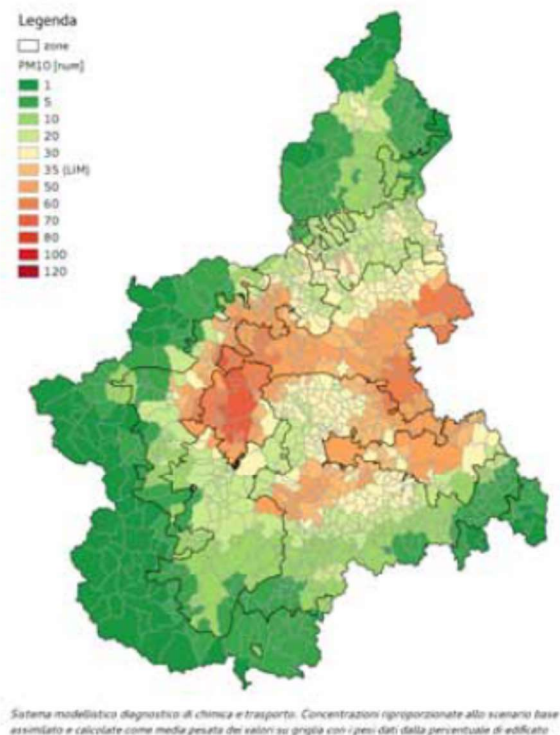 Legenda
zone
PM10 [num]
1
5
10
20
30
35 (LIM)
50
60
70
80
100
120
Sistema modellistico diagnostico di chimica e trasporto. Concentrazioni riproporzionate allo scenario base
assimilato e calcolate come media pesata dei valori su griglia con i pesi dati dalla percentuale di edificato